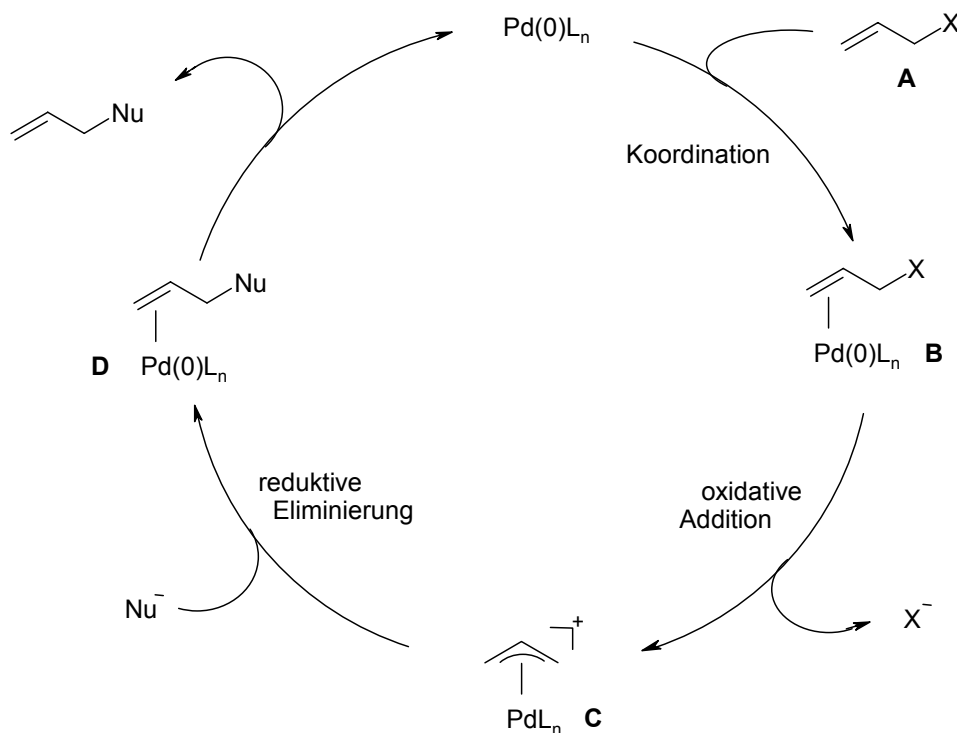 Pd(0)Lₙ
X
A
Koordination
Nu
X
Pd(0)Lₙ
B
Nu
D
Pd(0)Lₙ
reduktive
Eliminierung
oxidative
Addition
Nu⁻
X⁻
+
PdLₙ
C